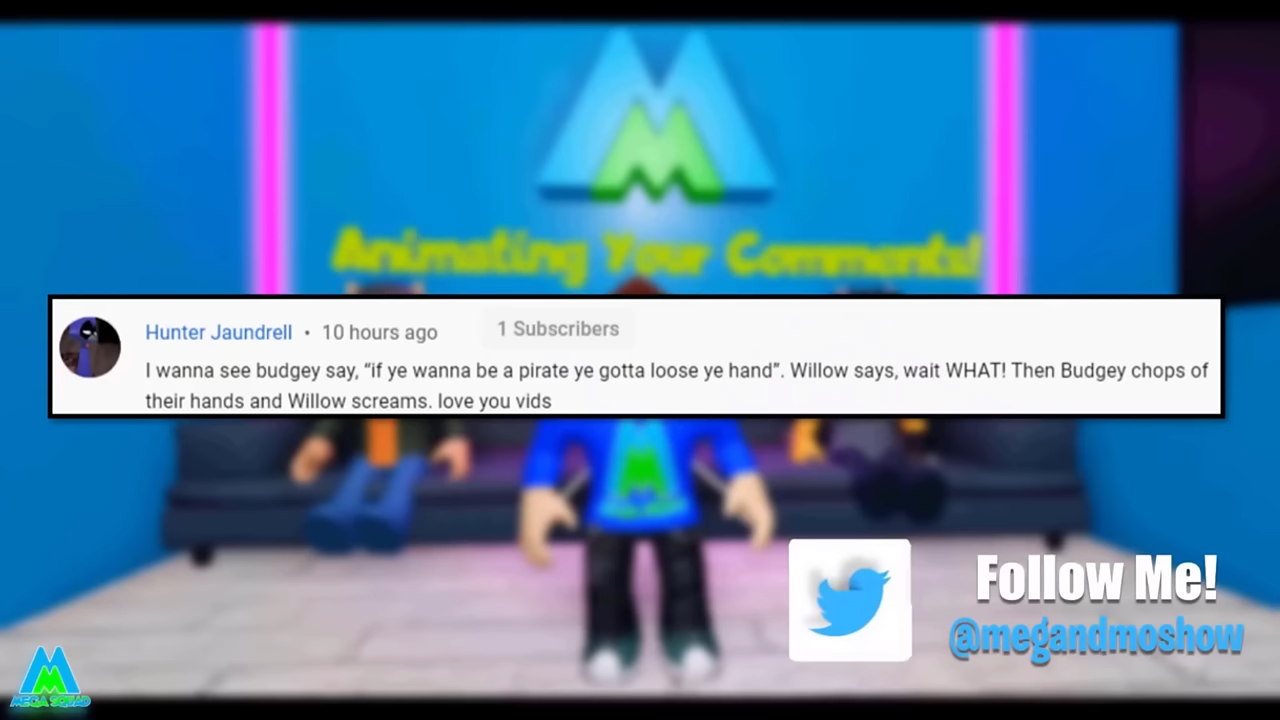 Animating Your Comments!
Hunter Jaundrell • 10 hours ago 1 Subscribers
I wanna see budgey say, “if ye wanna be a pirate ye gotta loose ye hand”. Willow says, wait WHAT! Then Budgey chops of
their hands and Willow screams. love you vids
Follow Me!
@megandmoshow
MEGA SQUAD